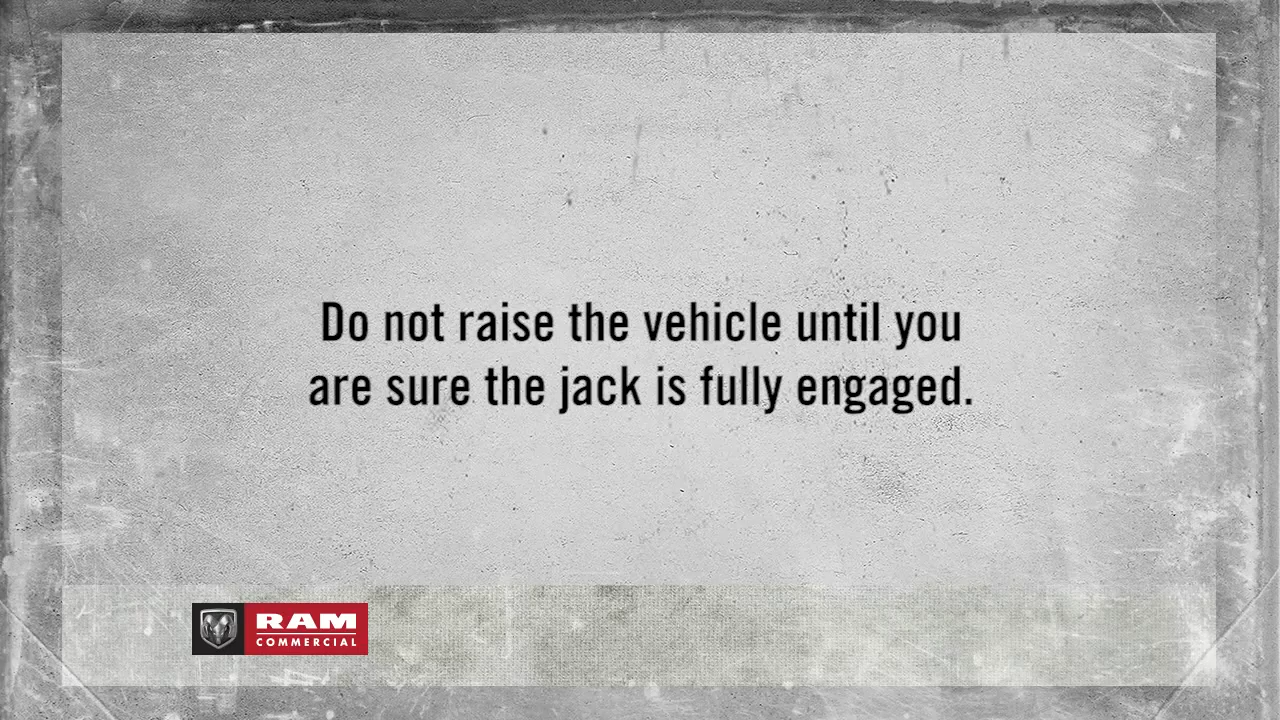 Do not raise the vehicle until you
are sure the jack is fully engaged.
RAM
COMMERCIAL